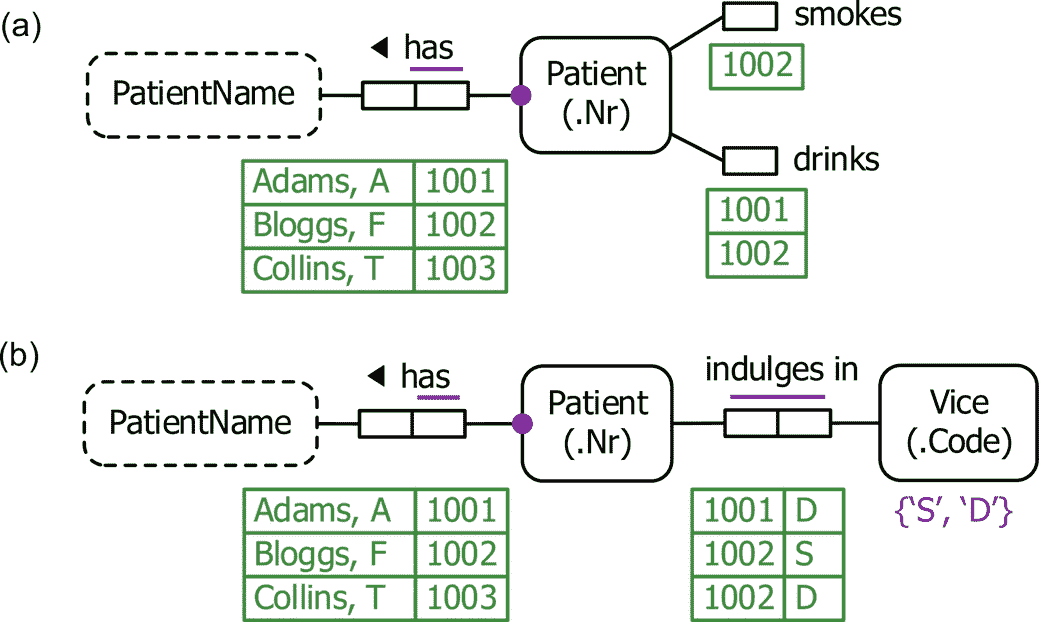 (a)
smokes
◄ has
1002
PatientName
Patient
(.Nr)
drinks
Adams, A 1001
Bloggs, F 1002
Collins, T 1003
1001
1002
(b)
◄ has
indulges in
PatientName
Patient
(.Nr)
Vice
(.Code)
{‘S’, ‘D’}
Adams, A 1001
Bloggs, F 1002
Collins, T 1003
1001 D
1002 S
1002 D